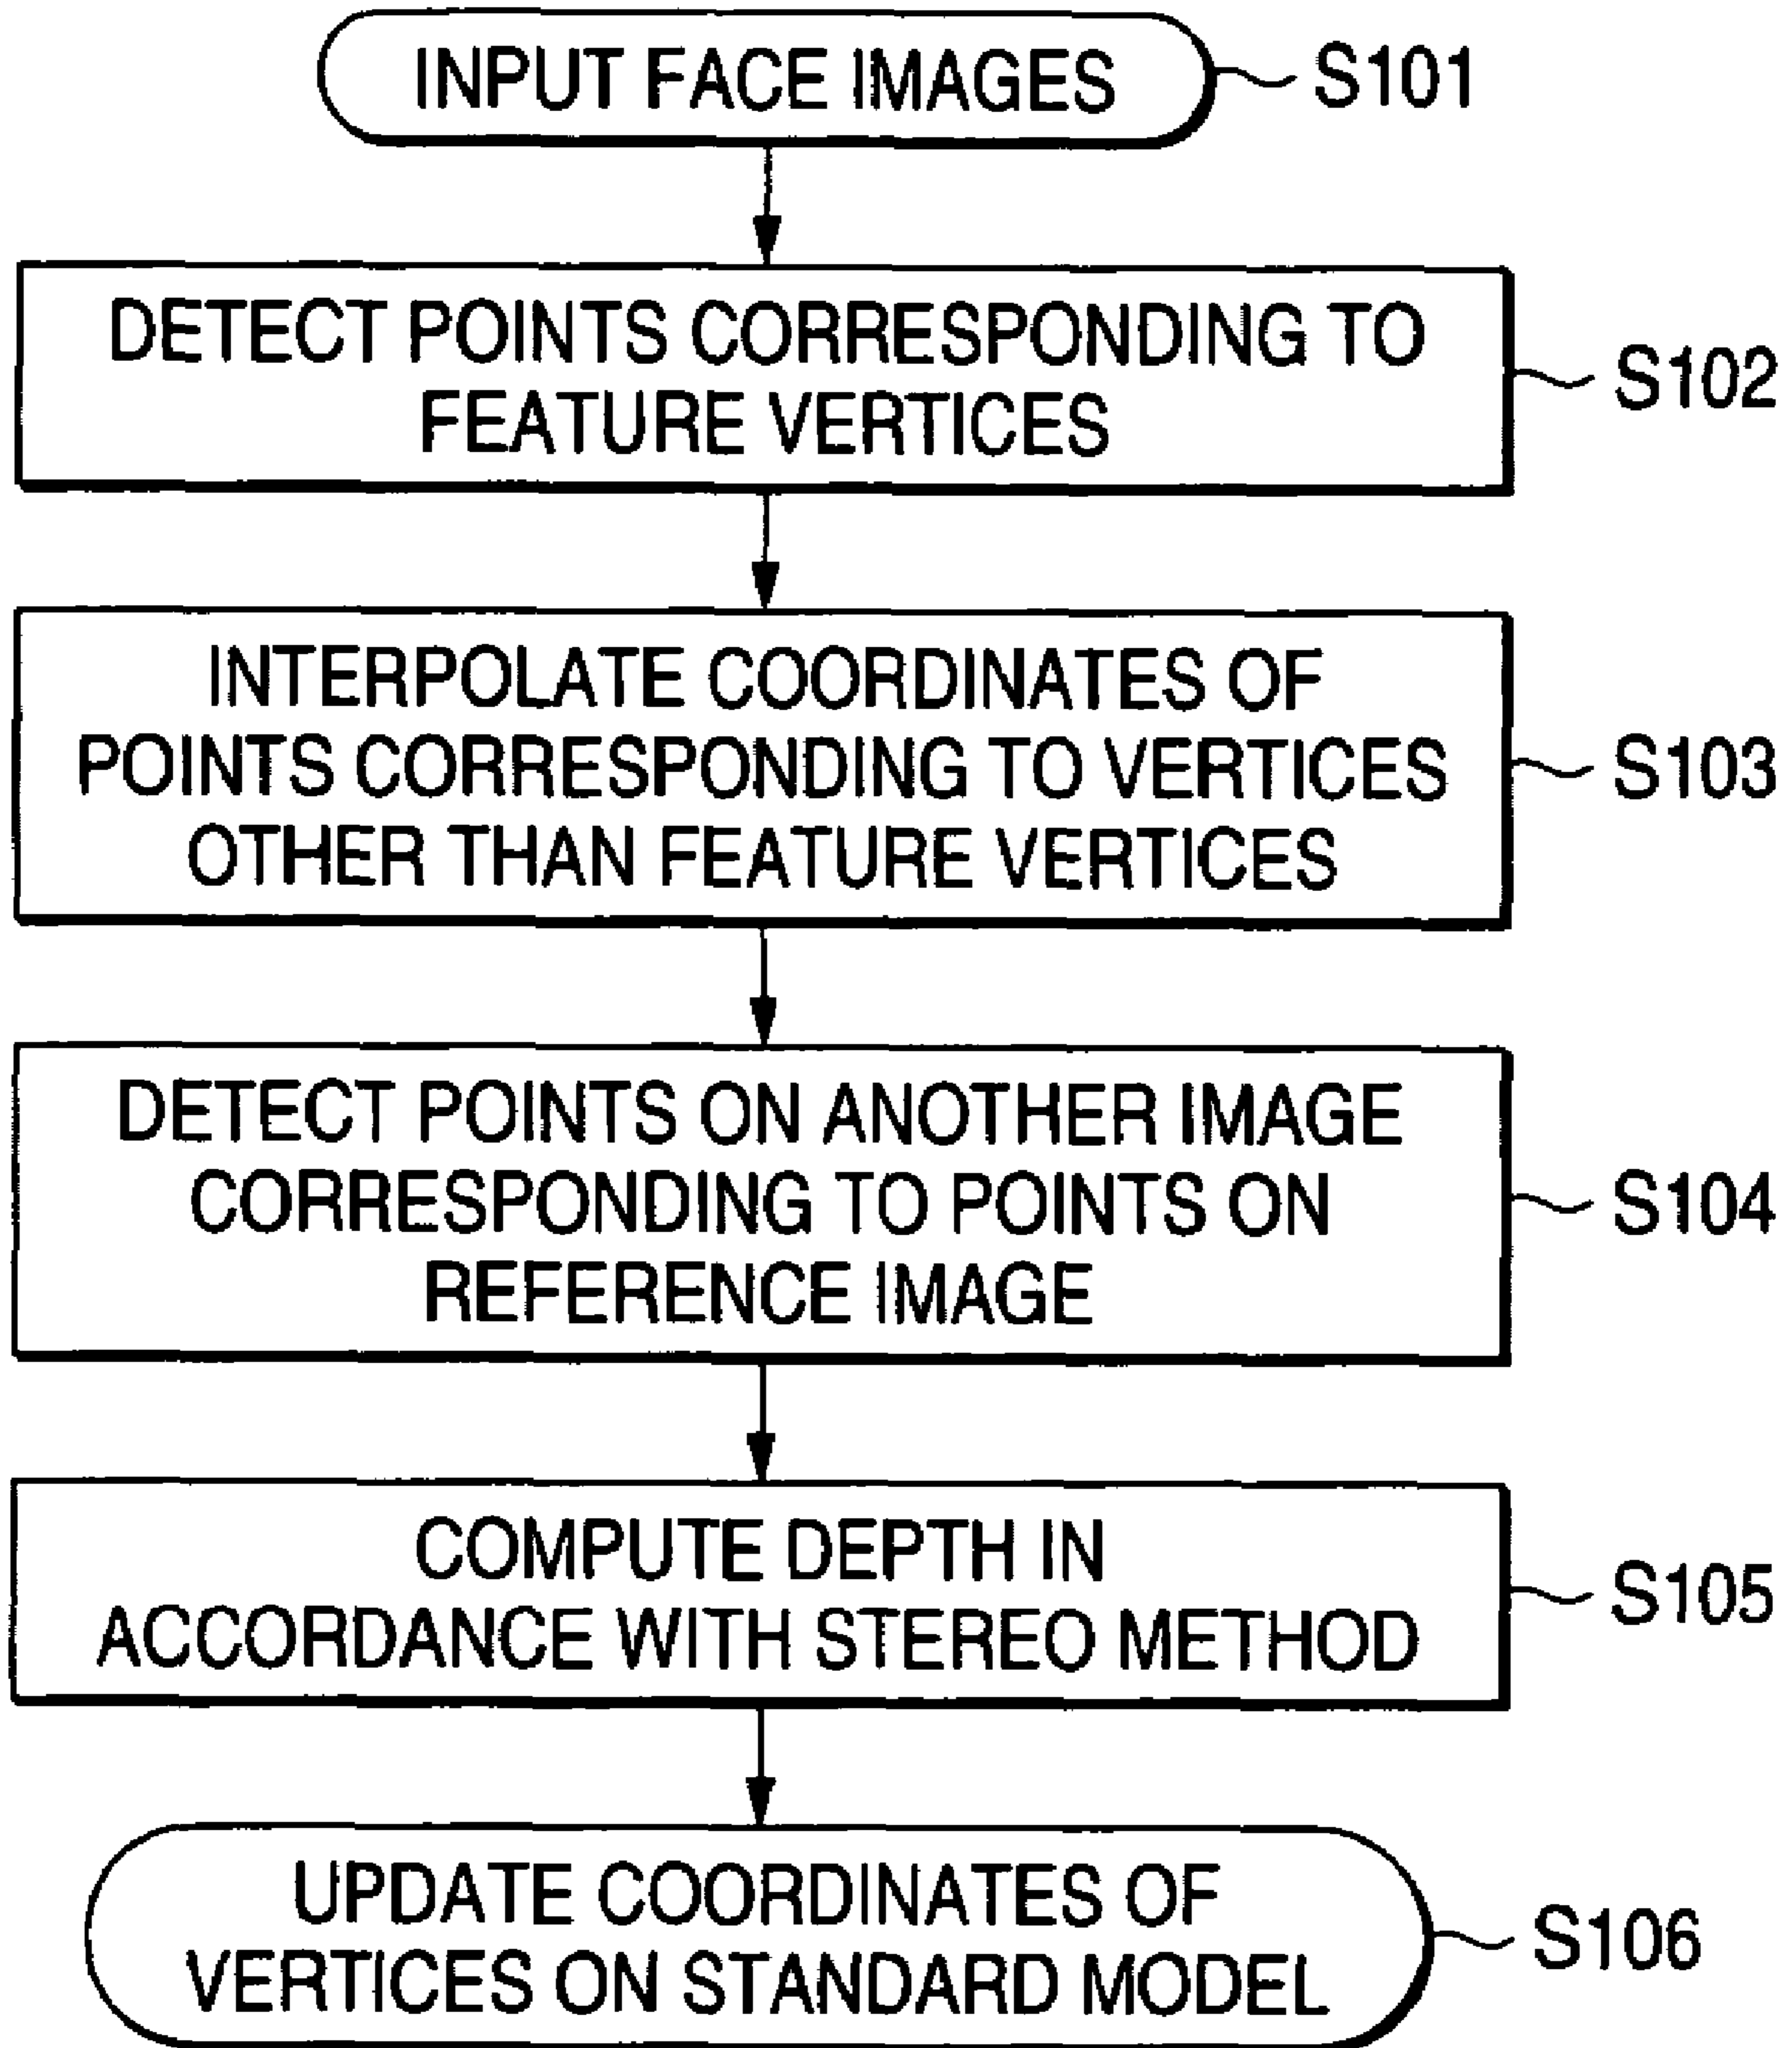 INPUT FACE IMAGES
S101
DETECT POINTS CORRESPONDING TO
FEATURE VERTICES
S102
INTERPOLATE COORDINATES OF
POINTS CORRESPONDING TO VERTICES
OTHER THAN FEATURE VERTICES
S103
DETECT POINTS ON ANOTHER IMAGE
CORRESPONDING TO POINTS ON
REFERENCE IMAGE
S104
COMPUTE DEPTH IN
ACCORDANCE WITH STEREO METHOD
S105
UPDATE COORDINATES OF
VERTICES ON STANDARD MODEL
S106